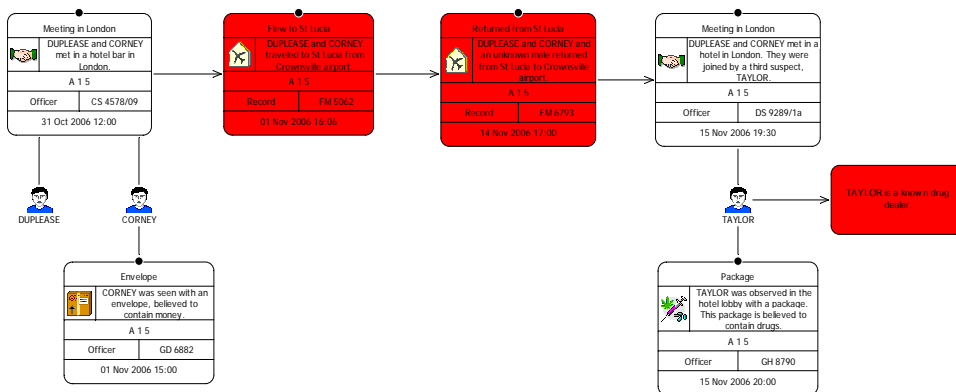 Meeting in London
DUPLEASE and CORNEY
met in a hotel bar in
London.
A 1 5
Officer CS 4578/09
31 Oct 2006 12:00
Flew to St Lucia
DUPLEASE and CORNEY
traveled to St Lucia from
Crownsville airport.
A 1 5
Record FM 5062
01 Nov 2006 16:06
Returned from St Lucia
DUPLEASE and CORNEY and
an unknown male returned
from St Lucia to Crownsville
airport.
A 1 5
Record FM 6793
14 Nov 2006 17:00
Meeting in London
DUPLEASE and CORNEY met in a
hotel in London. They were
joined by a third suspect,
TAYLOR.
A 1 5
Officer DS 9289/1a
15 Nov 2006 19:30
DUPLEASE
CORNEY
TAYLOR
TAYLOR is a known drug
dealer.
Envelope
CORNEY was seen with an
envelope, believed to
contain money.
A 1 5
Officer GD 6882
01 Nov 2006 15:00
Package
TAYLOR was observed in the
hotel lobby with a package.
This package is believed to
contain drugs.
A 1 5
Officer GH 8790
15 Nov 2006 20:00